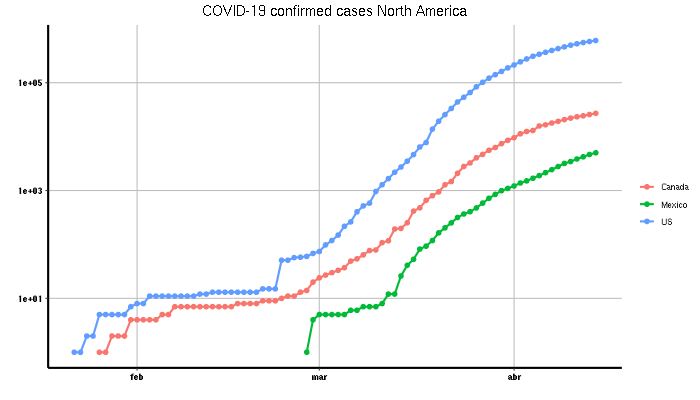 COVID-19 confirmed cases North America
1e+05
1e+03
1e+01
feb
mar
abr
Canada
Mexico
US